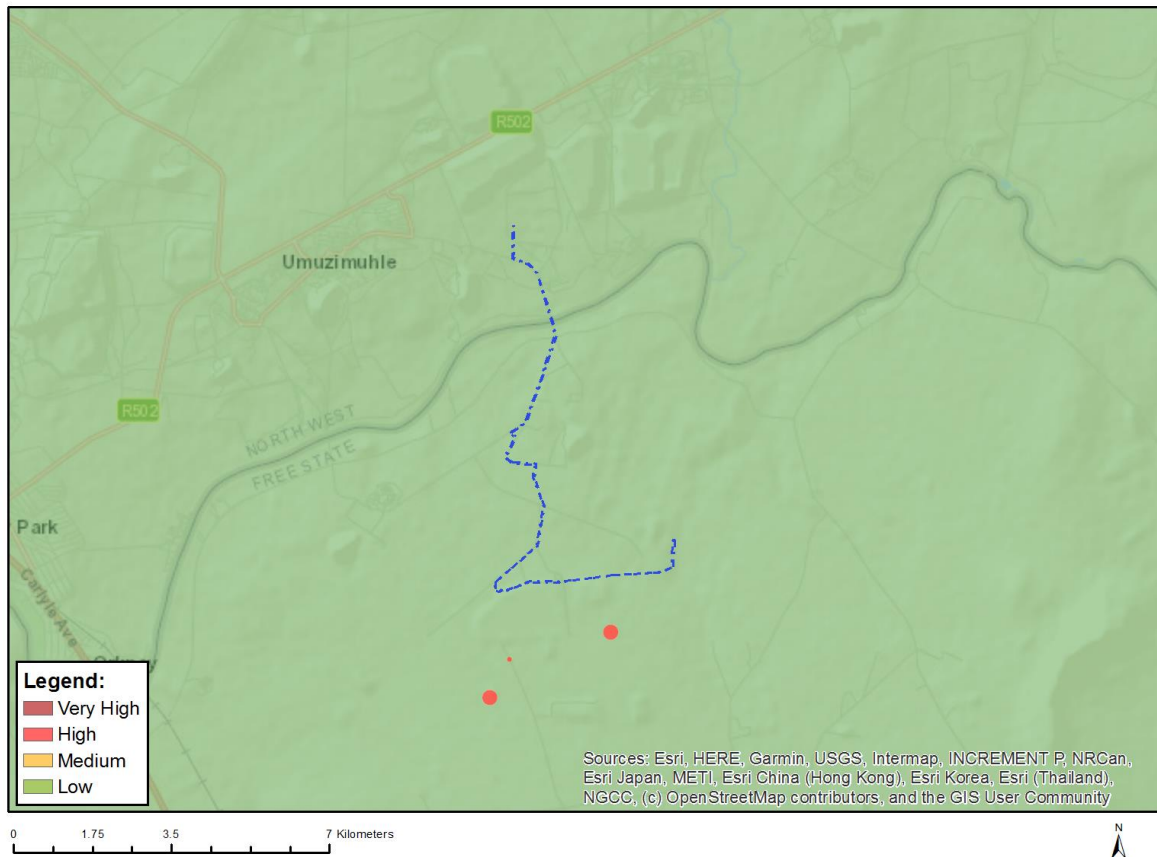 R502
Umuzimuhle
R502
NORTH WEST
FREE STATE
Park
Carlyle Ave
Orkney
Legend:
Very High
High
Medium
Low
Sources: Esri, HERE, Garmin, USGS, Intermap, INCREMENT P, NRCan,
Esri Japan, METI, Esri China (Hong Kong), Esri Korea, Esri (Thailand),
NGCC, (c) OpenStreetMap contributors, and the GIS User Community
0 1.75 3.5 7 Kilometers
N